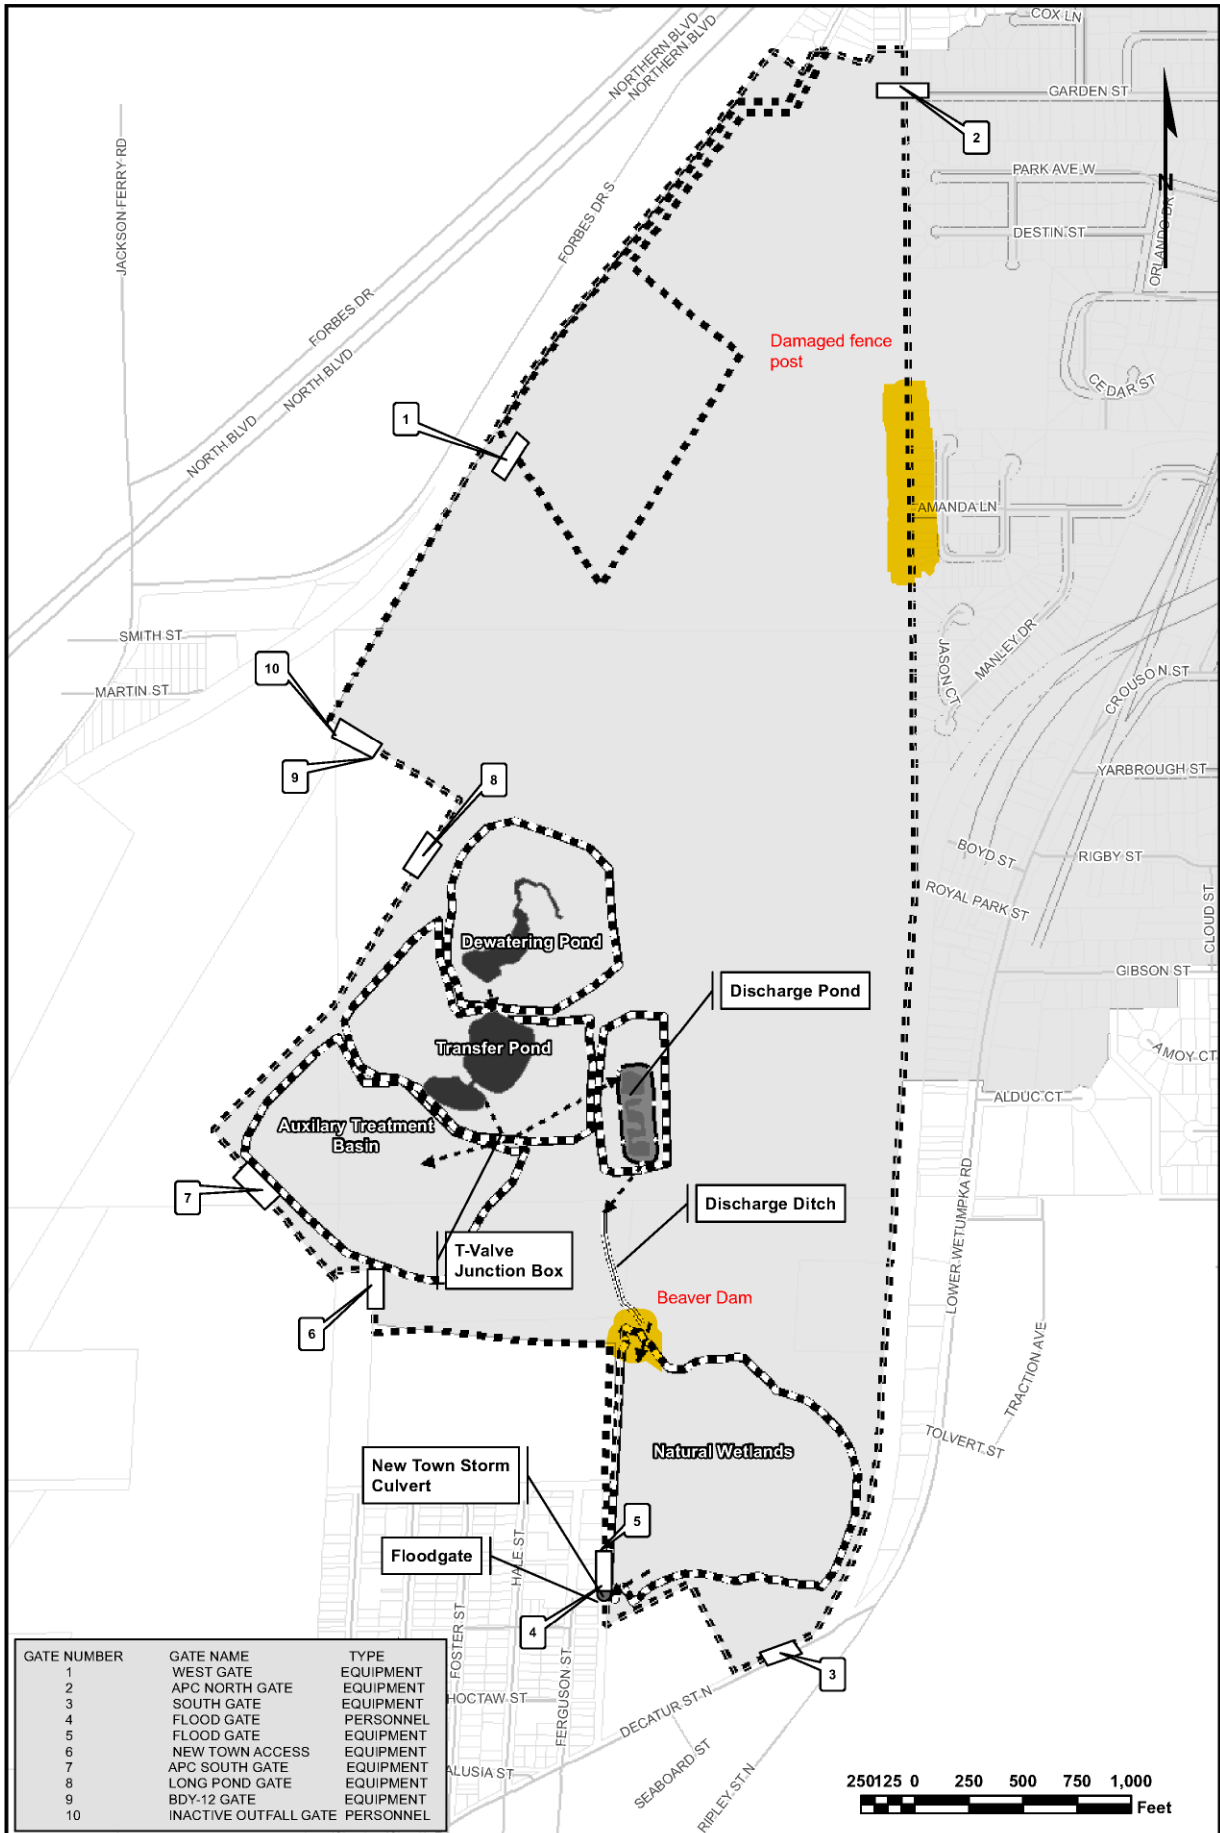 COX LN
NORTHERN BLVD
NORTHERN BLVD
GARDEN ST
2
JACKSON-FERRY RD
PARK AVE W
N
FORBES DR S
DESTIN ST
ORLANDO DR
FORBES DR
NORTH BLVD
Damaged fence
post
CEDAR ST
1
NORTH BLVD
AMANDA LN
SMITH ST
MARTIN ST
10
JASON CT
MANLEY DR
CROUSON ST
9
8
YARBROUGH ST
BOYD ST
RIGBY ST
ROYAL PARK ST
CLOUD ST
Dewatering Pond
GIBSON ST
Discharge Pond
Transfer Pond
AMOY CT
ALDUC CT
Auxilary Treatment
Basin
7
Discharge Ditch
LOWER WETUMPKA RD
T-Valve
Junction Box
Beaver Dam
6
TRACTION AVE
TOLVERT ST
Natural Wetlands
New Town Storm
Culvert
5
Floodgate
HALE ST
4
FOSTER ST
FERGUSON ST
3
HOCTAW ST
DECATUR ST N
ALUSIA ST
SEABOARD ST
RIPLEY ST N
GATE NUMBER GATE NAME TYPE
1 WEST GATE EQUIPMENT
2 APC NORTH GATE EQUIPMENT
3 SOUTH GATE EQUIPMENT
4 FLOOD GATE PERSONNEL
5 FLOOD GATE EQUIPMENT
6 NEW TOWN ACCESS EQUIPMENT
7 APC SOUTH GATE EQUIPMENT
8 LONG POND GATE EQUIPMENT
9 BDY-12 GATE EQUIPMENT
10 INACTIVE OUTFALL GATE PERSONNEL
250 125 0 250 500 750 1,000
Feet